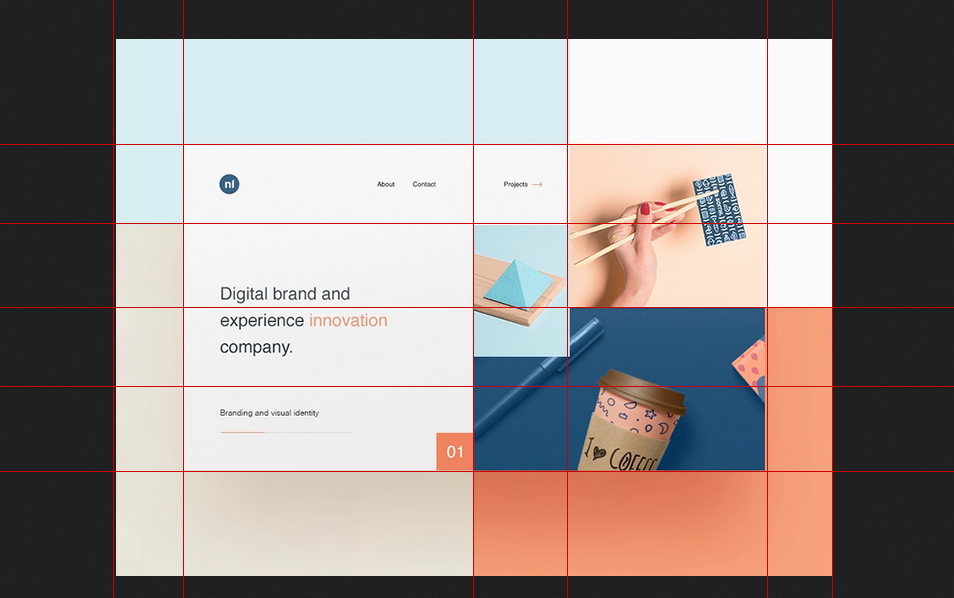 nl
About
Contact
Projects
Digital brand and
experience innovation
company.
Branding and visual identity
01
I
COFFEE